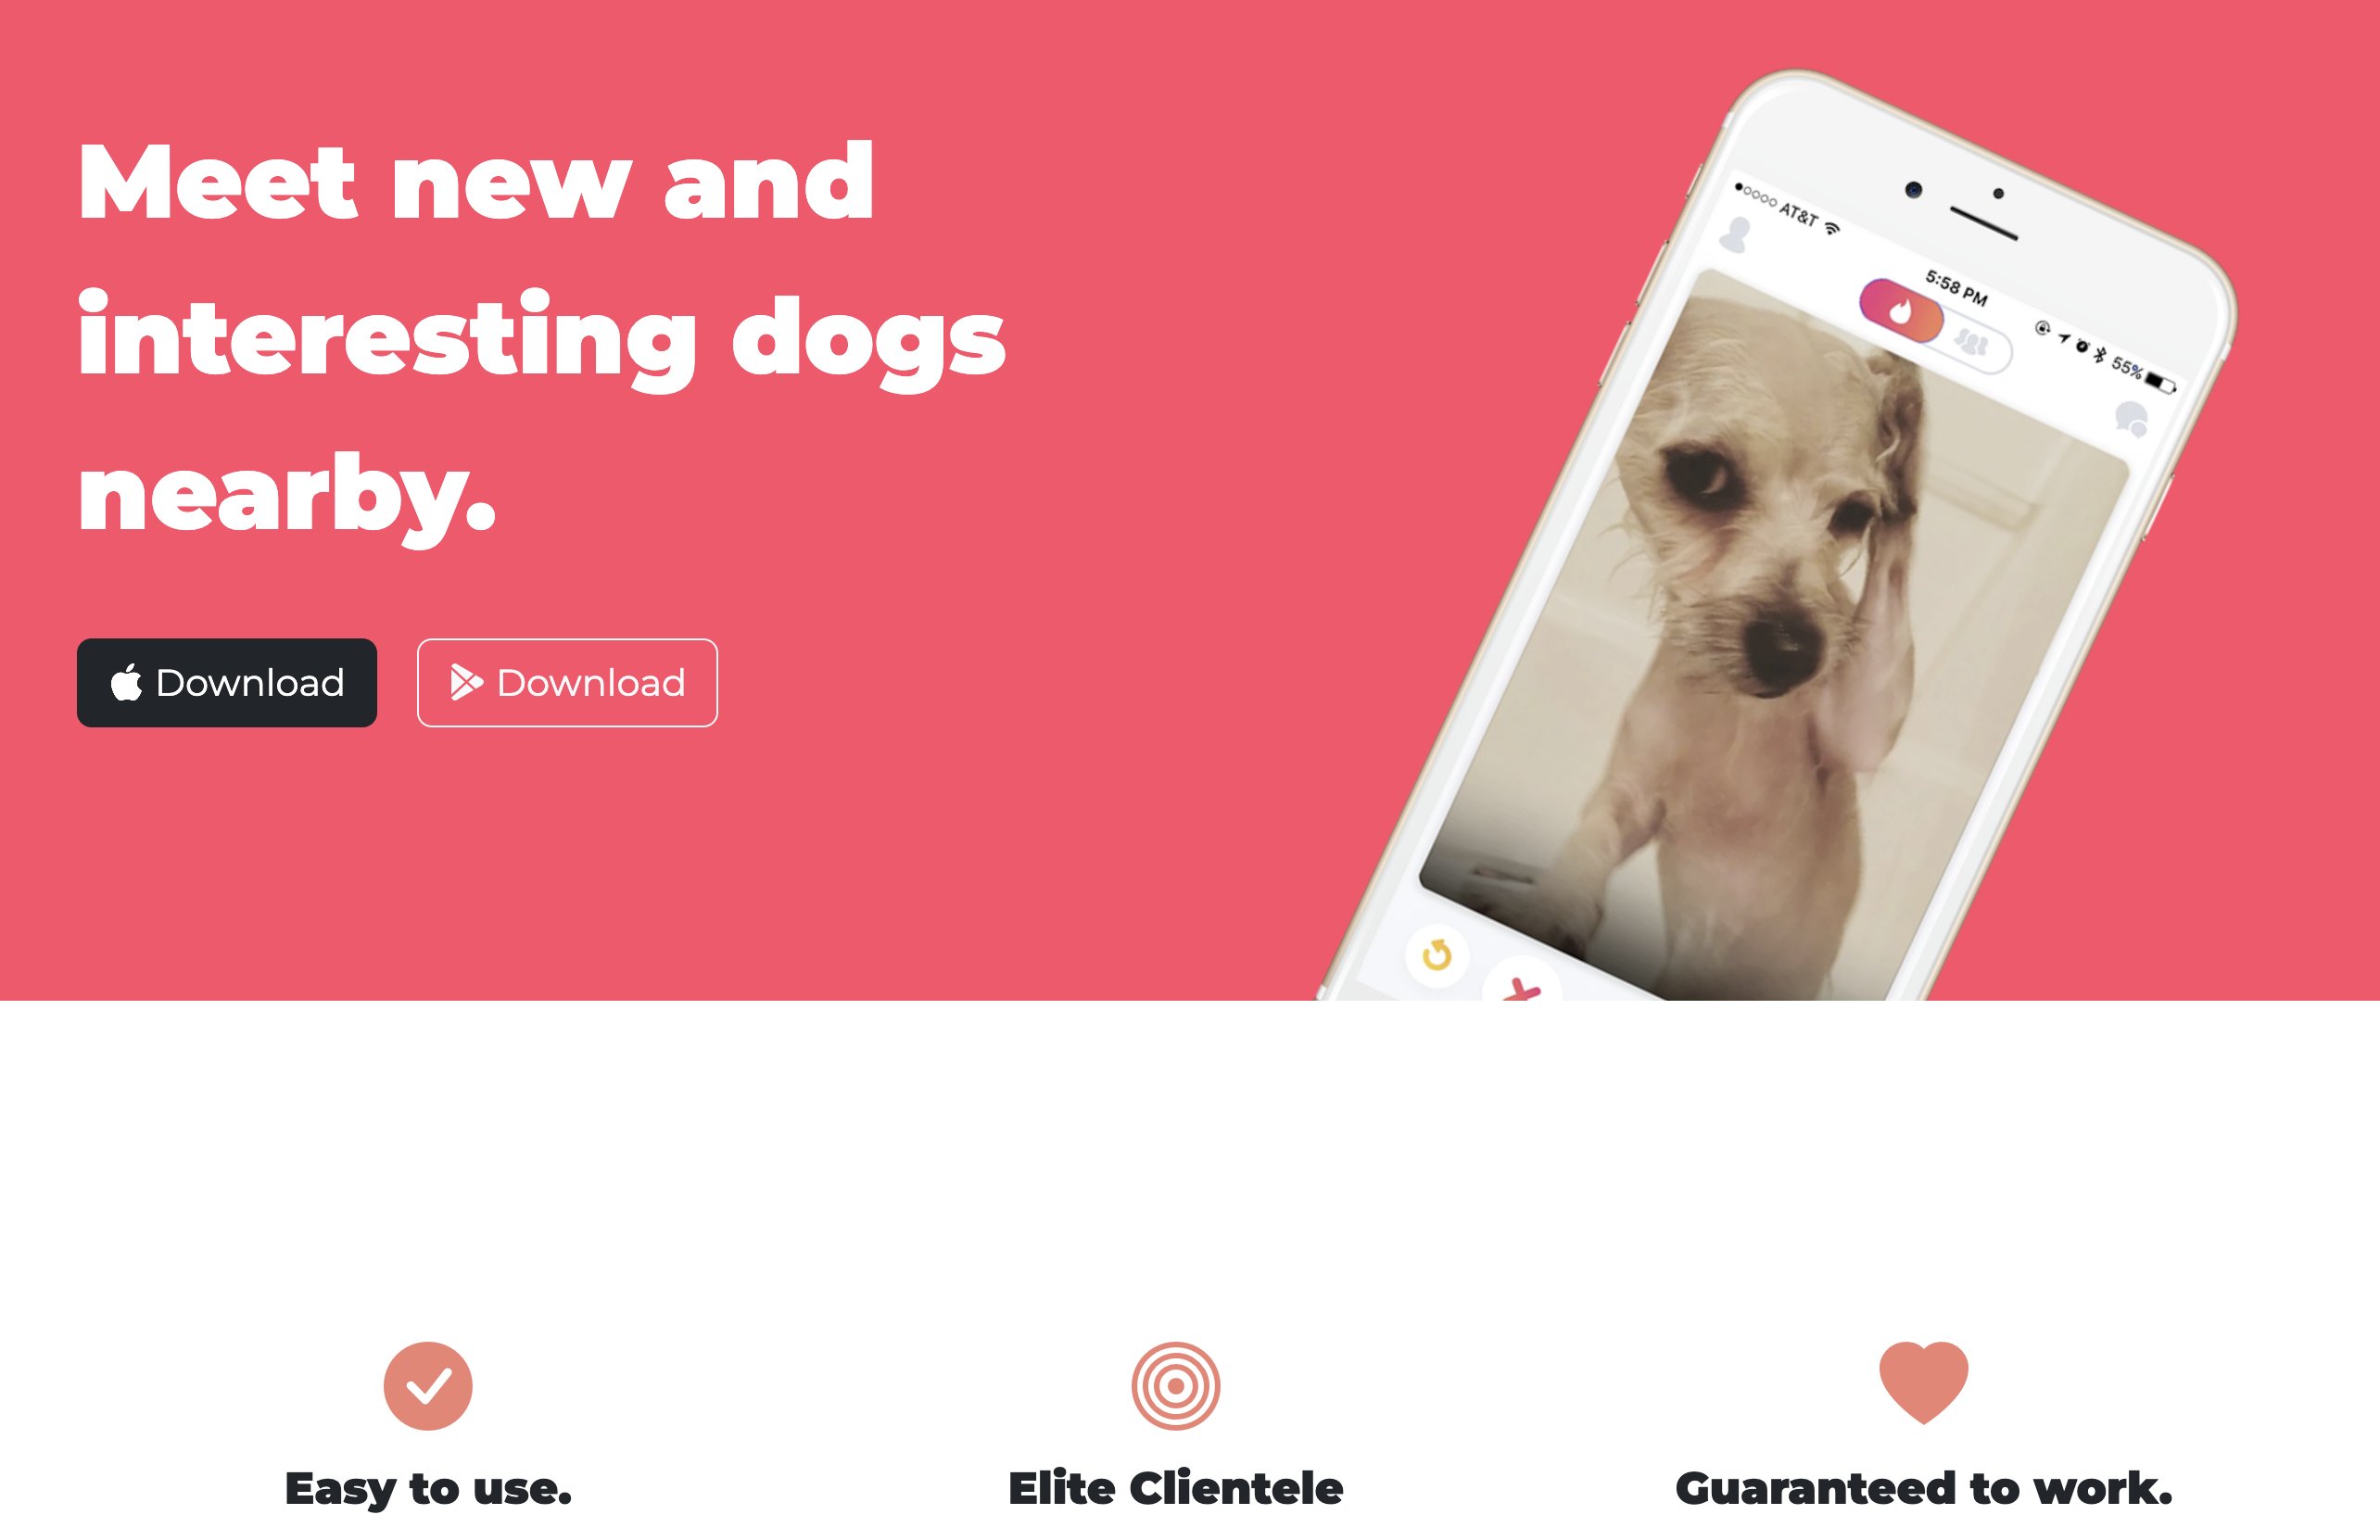 Meet new and
interesting dogs
nearby.
Download Download
AT&T 5:58 PM 55%
Easy to use. Elite Clientele Guaranteed to work.